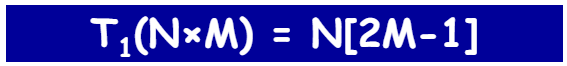 T₁(N×M) = N[2M-1]